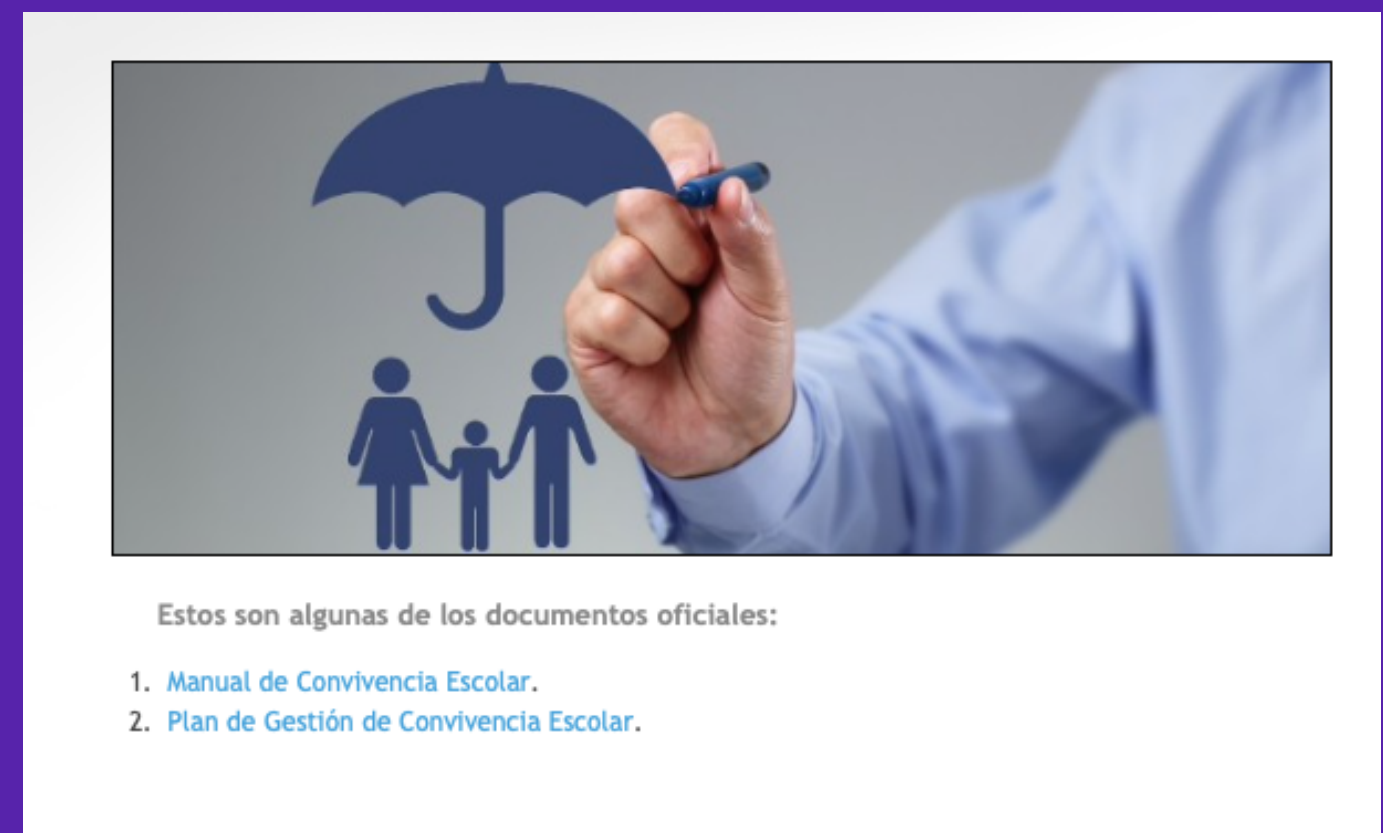 Estos son algunas de los documentos oficiales:
1. Manual de Convivencia Escolar.
2. Plan de Gestión de Convivencia Escolar.